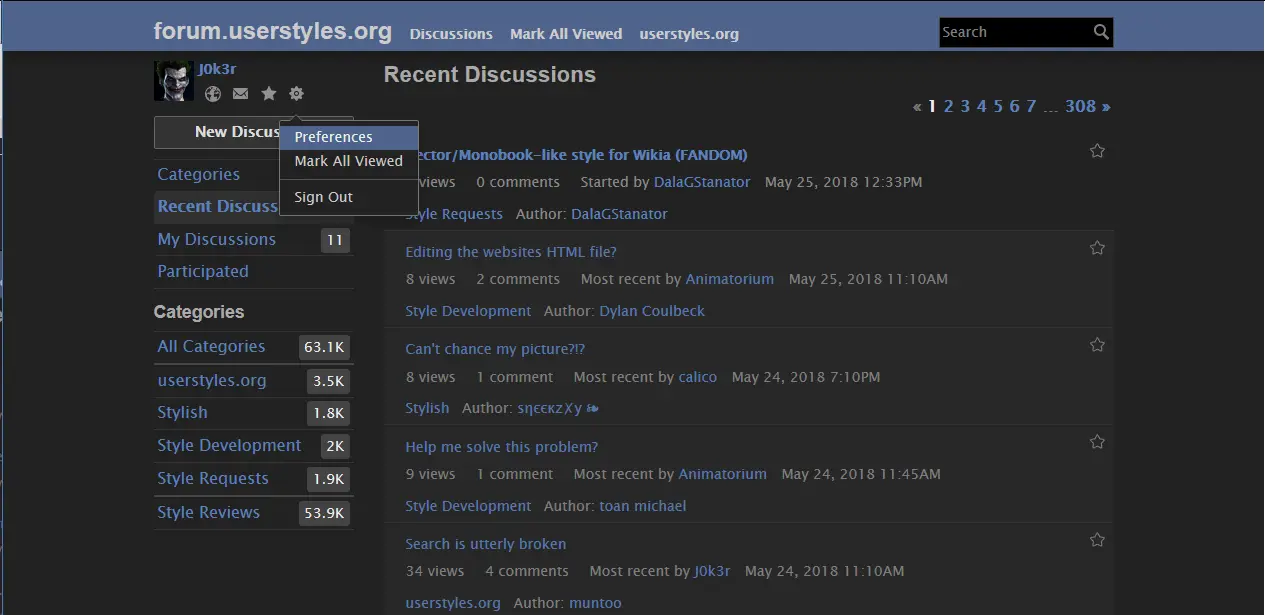 forum.userstyles.org Discussions Mark All Viewed userstyles.org Search
J0k3r
New Discus
Preferences
Mark All Viewed
Sign Out
Categories
Recent Discuss
My Discussions 11
Participated
Categories
All Categories 63.1K
userstyles.org 3.5K
Stylish 1.8K
Style Development 2K
Style Requests 1.9K
Style Reviews 53.9K
Recent Discussions
« 1 2 3 4 5 6 7 ... 308 »
ector/Monobook-like style for Wikia (FANDOM)
views 0 comments Started by DalaGStanator May 25, 2018 12:33PM
Style Requests Author: DalaGStanator
Editing the websites HTML file?
8 views 2 comments Most recent by Animatorium May 25, 2018 11:10AM
Style Development Author: Dylan Coulbeck
Can't chance my picture?!?
8 views 1 comment Most recent by calico May 24, 2018 7:10PM
Stylish Author: sηєєкzχy ❧
Help me solve this problem?
9 views 1 comment Most recent by Animatorium May 24, 2018 11:45AM
Style Development Author: toan michael
Search is utterly broken
34 views 4 comments Most recent by J0k3r May 24, 2018 11:10AM
userstyles.org Author: muntoo